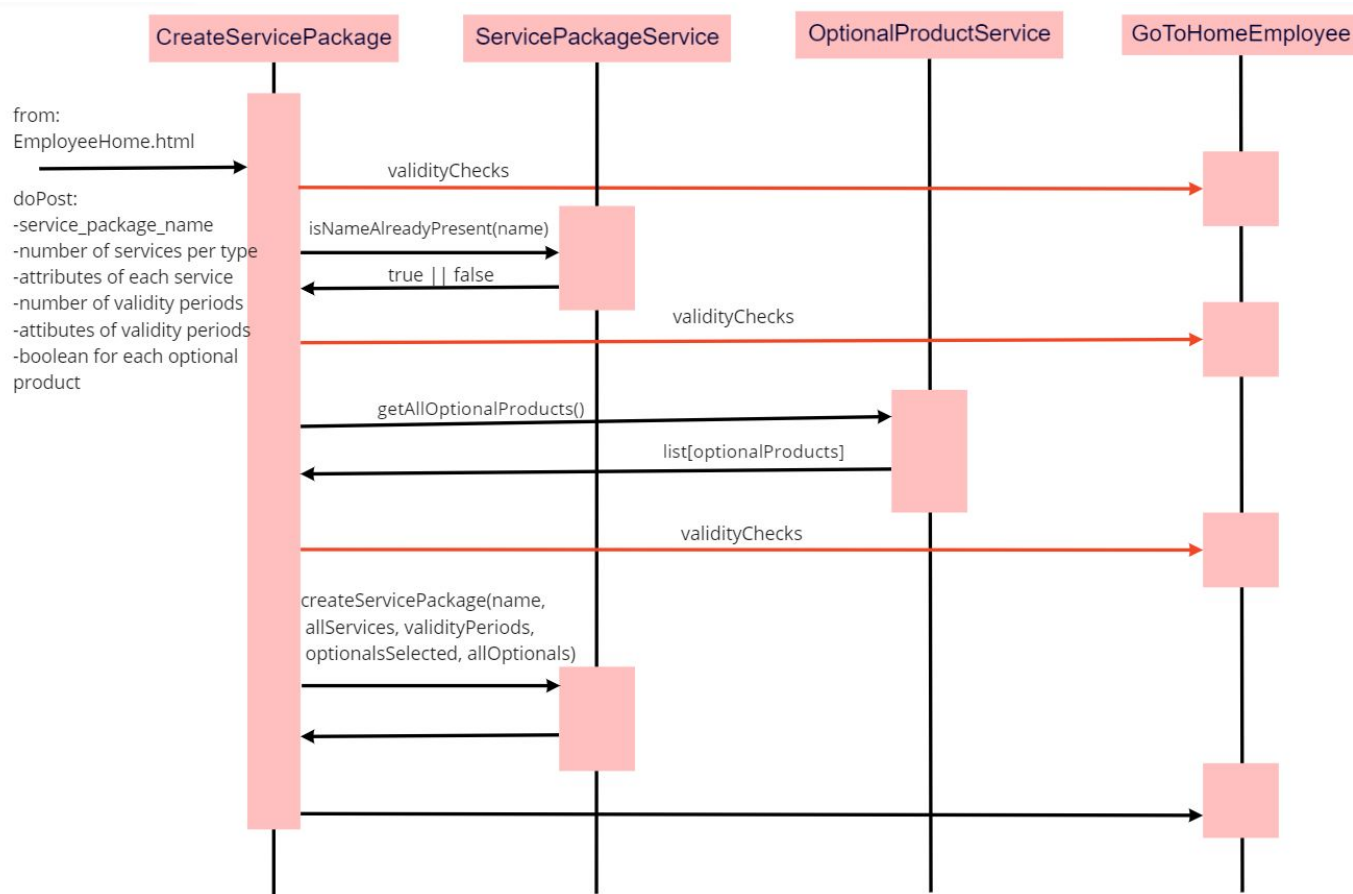 CreateServicePackage
ServicePackageService
OptionalProductService
GoToHomeEmployee
from:
EmployeeHome.html
validityChecks
doPost:
-service_package_name
-number of services per type
-attributes of each service
-number of validity periods
-attibutes of validity periods
-boolean for each optional
product
isNameAlreadyPresent(name)
true || false
validityChecks
getAllOptionalProducts()
list[optionalProducts]
validityChecks
createServicePackage(name,
allServices, validityPeriods,
optionalsSelected, allOptionals)